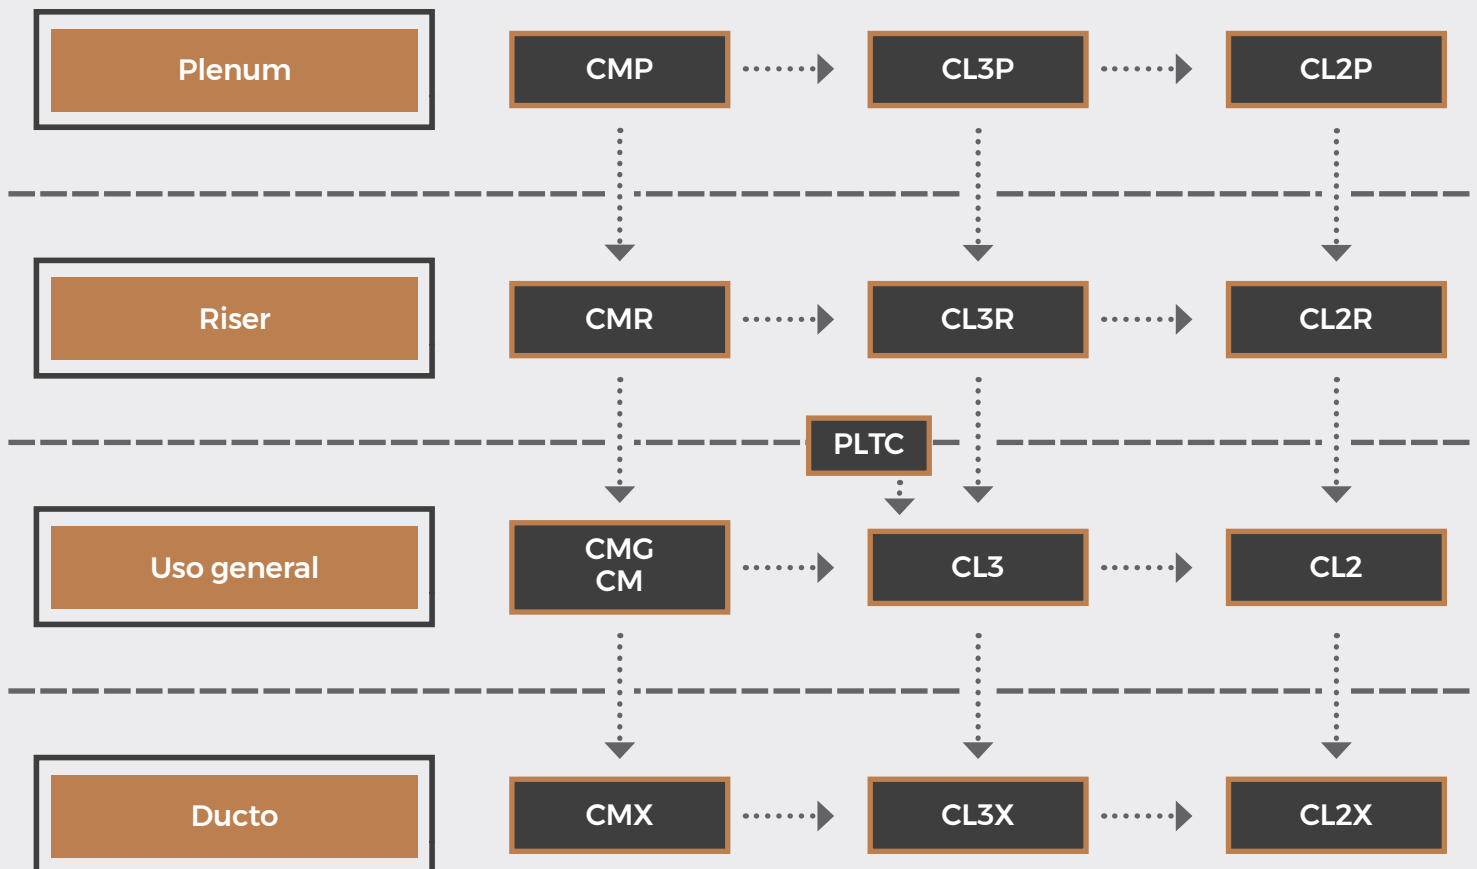 Plenum
CMP
CL3P
CL2P
Riser
CMR
CL3R
CL2R
PLTC
Uso general
CMG
CM
CL3
CL2
Ducto
CMX
CL3X
CL2X